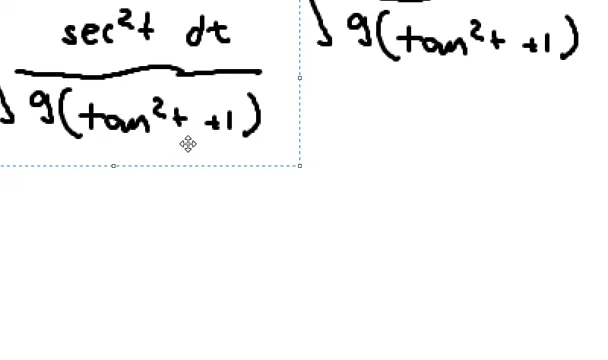 sec²t dt
√9(tan²t +1)
√9(tan²t +1)